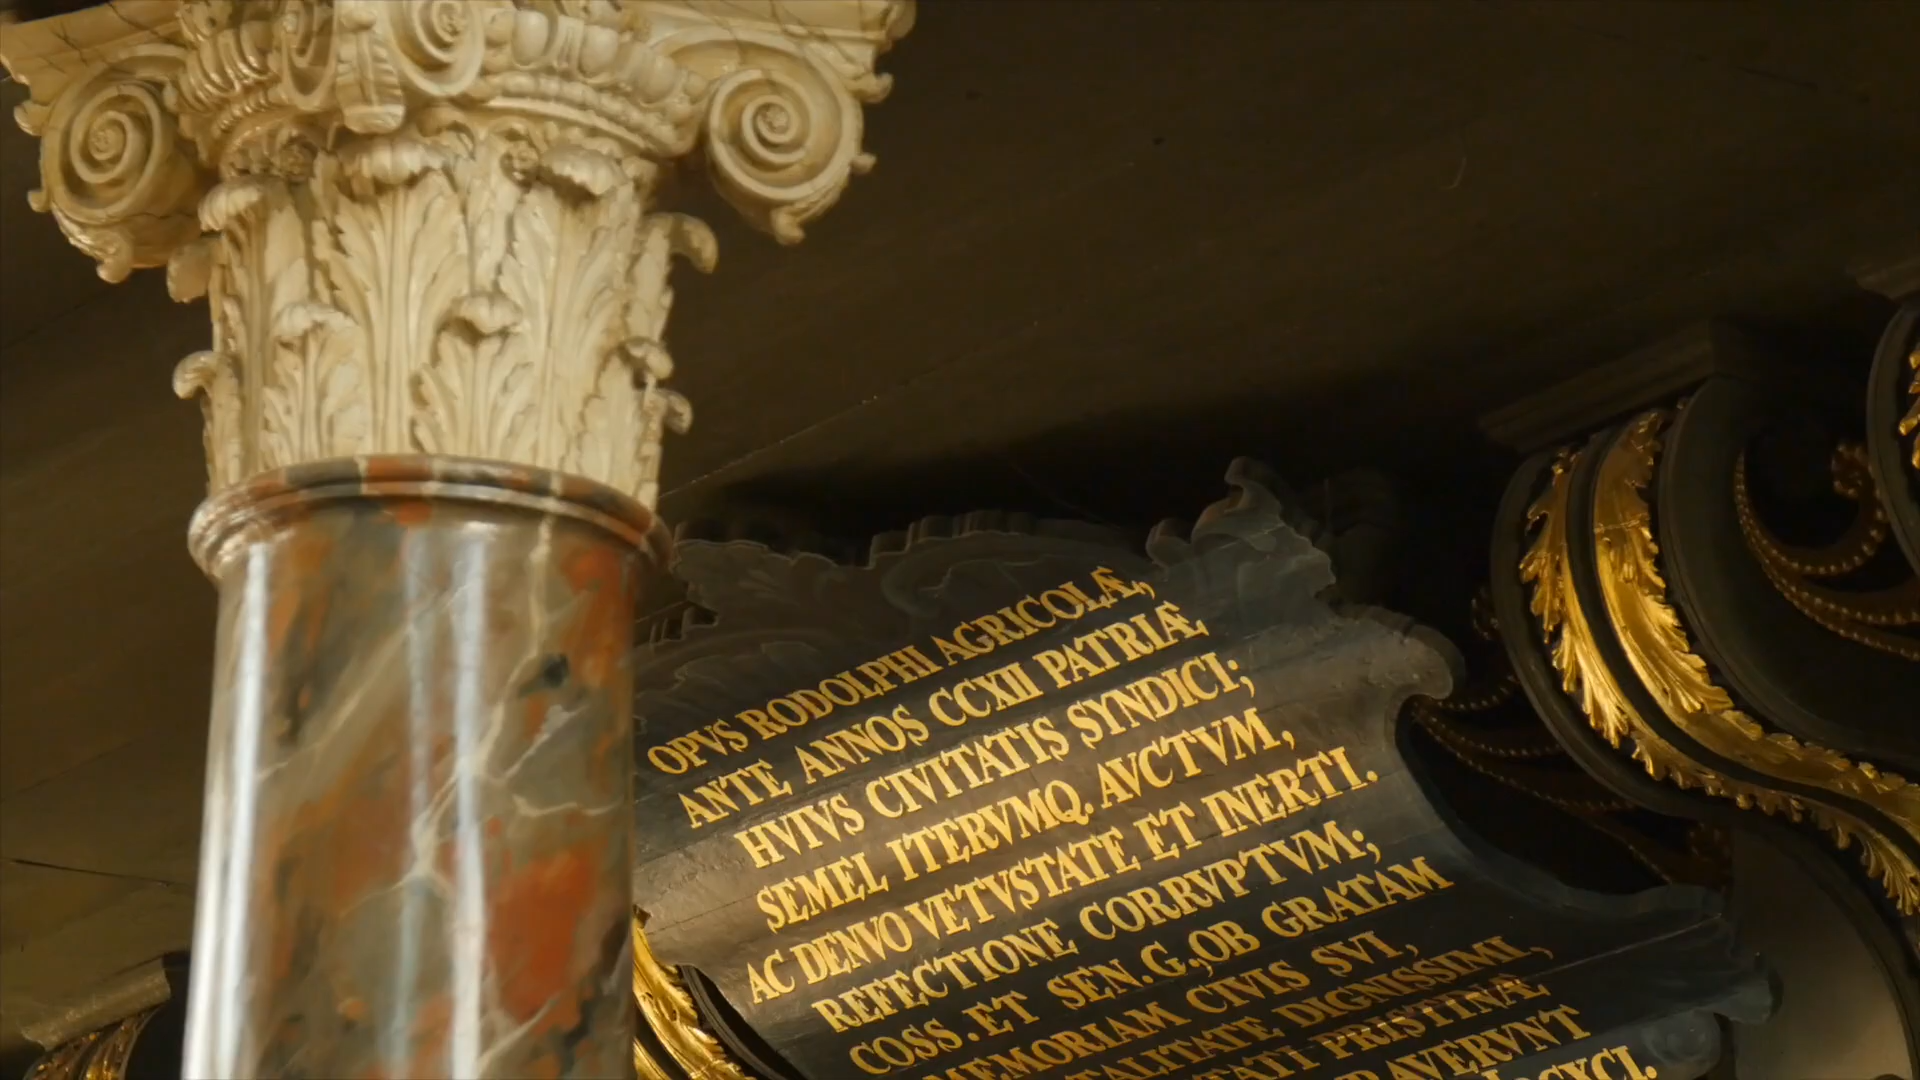 OPVS RODOLPHI AGRICOLÆ,
ANTE ANNOS CCXII PATRIÆ
HVIVS CIVITATIS SYNDICI;
SEMEL ITERVMQ. AVCTVM,
AC DENVO VETVSTATE ET INERTI.
REFECTIONE CORRVPTVM;
COSS. ET SEN. G., OB GRATAM
MEMORIAM CIVIS SVI,
DIGNISSIMI,
PRISTINÆ